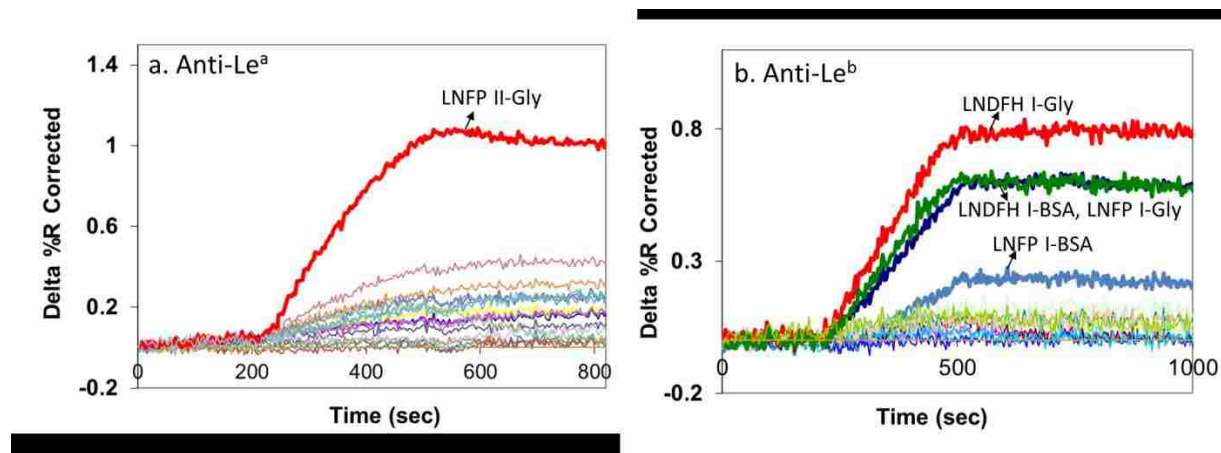 a. Anti-Leᵃ
LNFP II-Gly
1.4
1
0.6
0.2
-0.2
0 200 400 600 800
Delta %R Corrected
Time (sec)
b. Anti-Leᵇ
LNDFH I-Gly
LNDFH I-BSA, LNFP I-Gly
LNFP I-BSA
0.8
0.3
-0.2
0 500 1000
Delta %R Corrected
Time (sec)